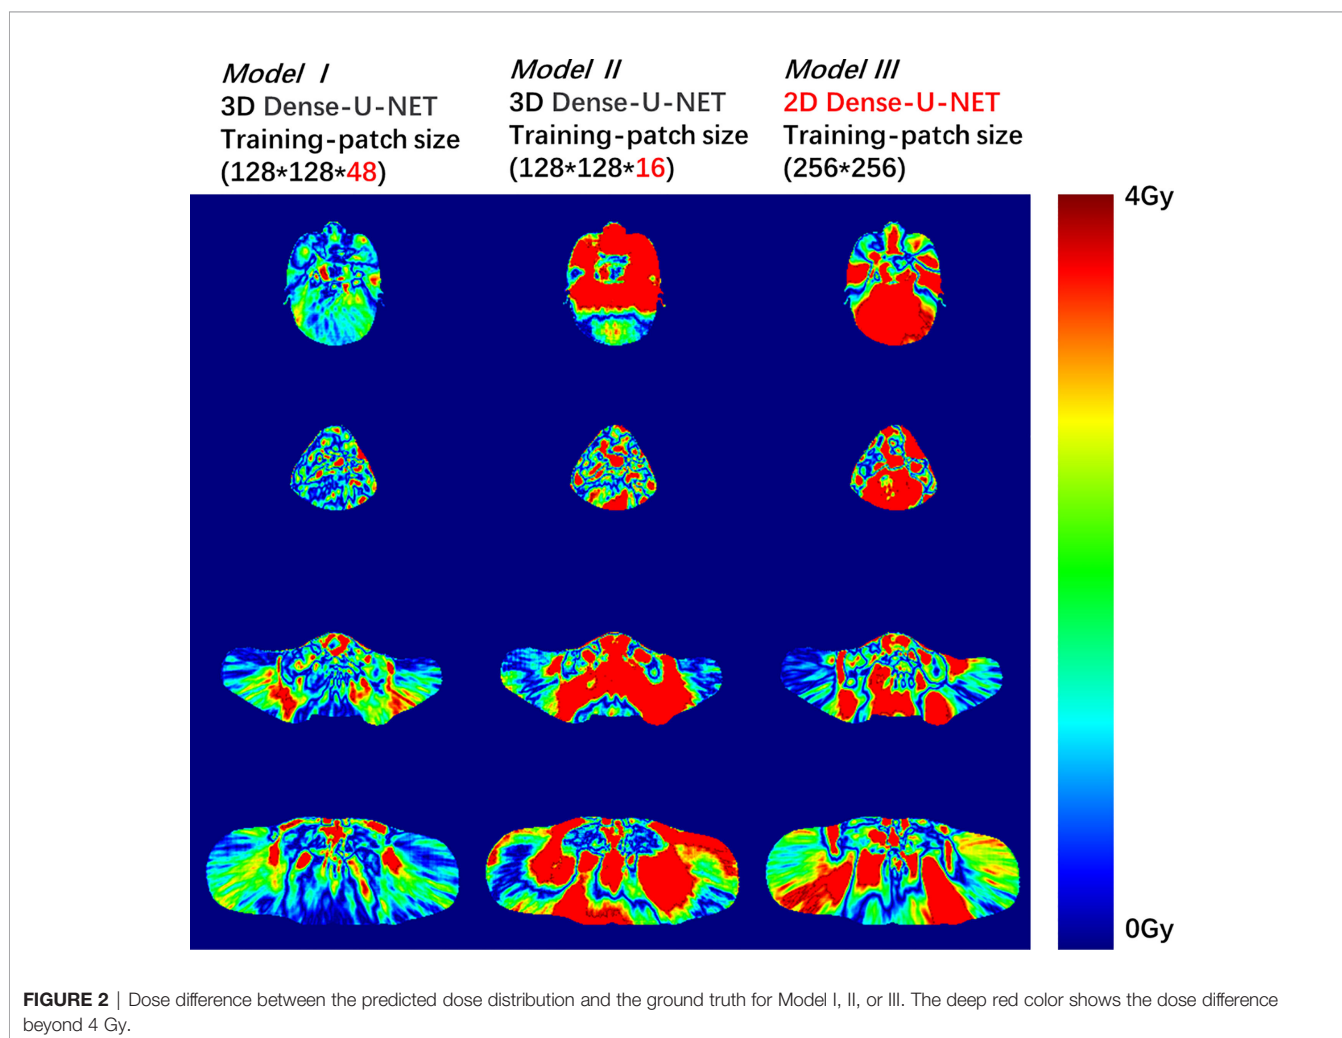 Model I
3D Dense-U-NET
Training-patch size
(128*128*48)
Model II
3D Dense-U-NET
Training-patch size
(128*128*16)
Model III
2D Dense-U-NET
Training-patch size
(256*256)
4Gy
0Gy
FIGURE 2 | Dose difference between the predicted dose distribution and the ground truth for Model I, II, or III. The deep red color shows the dose difference
beyond 4 Gy.